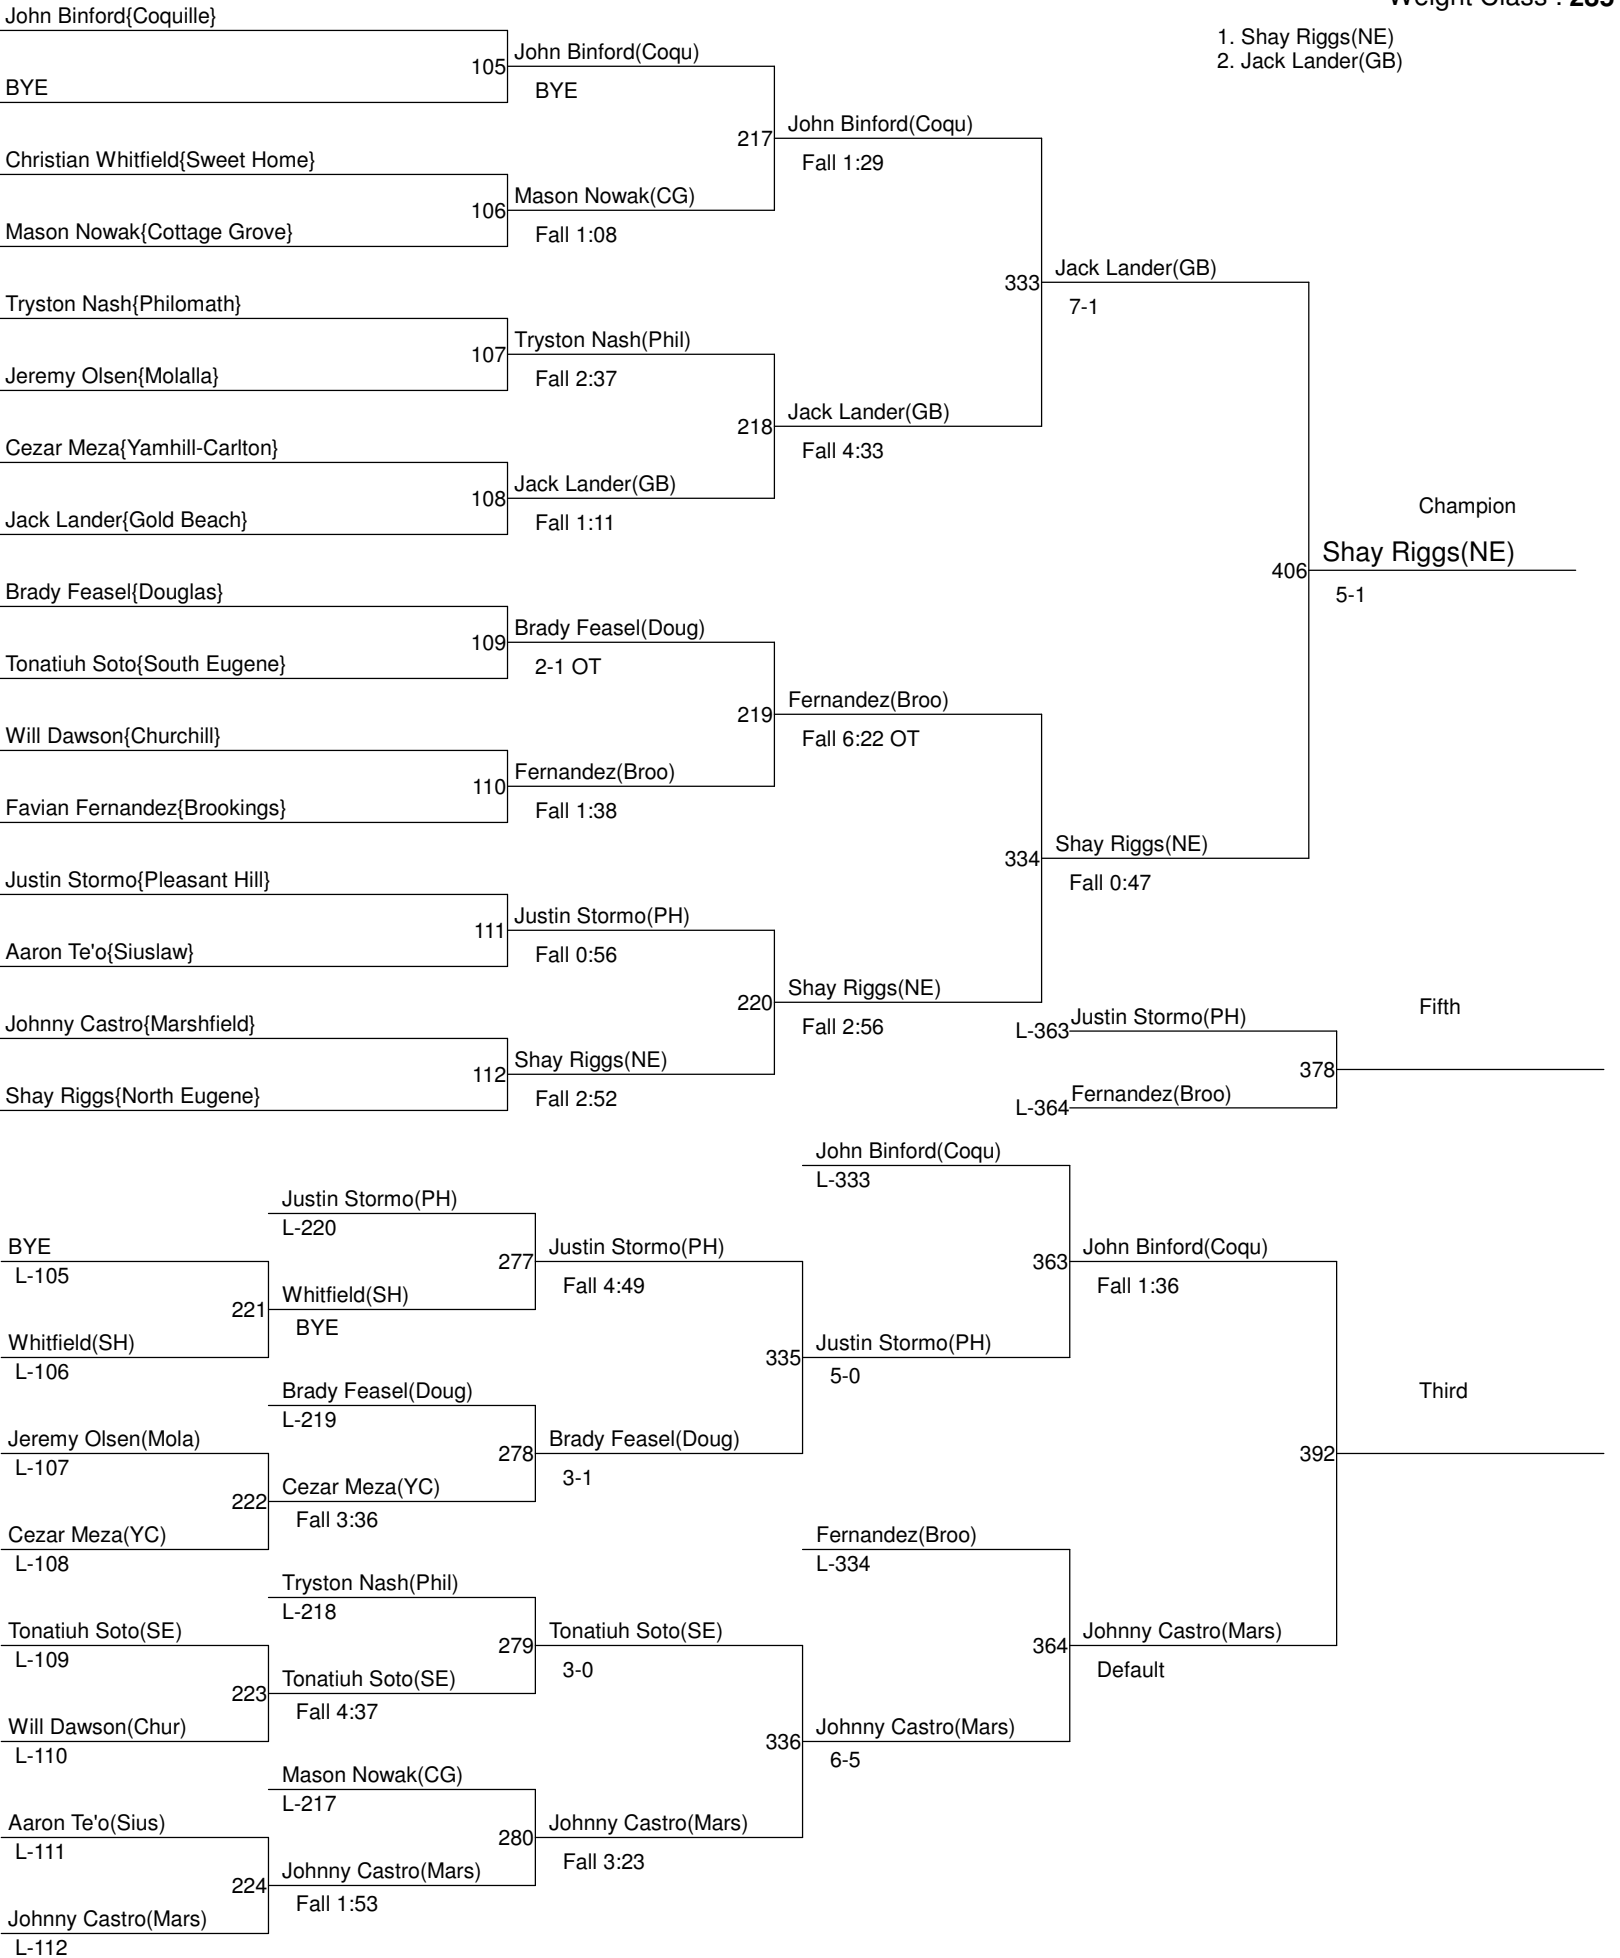 John Binford{Coquille}
1. Shay Riggs(NE)
2. Jack Lander(GB)
105
John Binford(Coqu)
BYE
BYE
217
John Binford(Coqu)
Fall 1:29
Christian Whitfield{Sweet Home}
106
Mason Nowak(CG)
Mason Nowak{Cottage Grove}
Fall 1:08
333
Jack Lander(GB)
7-1
Tryston Nash{Philomath}
107
Tryston Nash(Phil)
Jeremy Olsen{Molalla}
Fall 2:37
218
Jack Lander(GB)
Fall 4:33
Cezar Meza{Yamhill-Carlton}
108
Jack Lander(GB)
Jack Lander{Gold Beach}
Fall 1:11
Champion
406
Shay Riggs(NE)
5-1
Brady Feasel{Douglas}
109
Brady Feasel(Doug)
Tonatiuh Soto{South Eugene}
2-1 OT
219
Fernandez(Broo)
Fall 6:22 OT
Will Dawson{Churchill}
110
Fernandez(Broo)
Favian Fernandez{Brookings}
Fall 1:38
334
Shay Riggs(NE)
Fall 0:47
Justin Stormo{Pleasant Hill}
111
Justin Stormo(PH)
Aaron Te'o{Siuslaw}
Fall 0:56
220
Shay Riggs(NE)
Fall 2:56
Johnny Castro{Marshfield}
112
Shay Riggs(NE)
Shay Riggs{North Eugene}
Fall 2:52
Fifth
L-363
Justin Stormo(PH)
378
L-364
Fernandez(Broo)
John Binford(Coqu)
L-333
Justin Stormo(PH)
L-220
BYE
L-105
277
Justin Stormo(PH)
Fall 4:49
363
John Binford(Coqu)
Fall 1:36
221
Whitfield(SH)
BYE
Whitfield(SH)
L-106
335
Justin Stormo(PH)
5-0
Brady Feasel(Doug)
L-219
Third
Jeremy Olsen(Mola)
L-107
278
Brady Feasel(Doug)
3-1
392
222
Cezar Meza(YC)
Fall 3:36
Cezar Meza(YC)
L-108
Fernandez(Broo)
L-334
Tryston Nash(Phil)
L-218
Tonatiuh Soto(SE)
L-109
279
Tonatiuh Soto(SE)
3-0
364
Johnny Castro(Mars)
Default
223
Tonatiuh Soto(SE)
Fall 4:37
Will Dawson(Chur)
L-110
336
Johnny Castro(Mars)
6-5
Mason Nowak(CG)
L-217
Aaron Te'o(Sius)
L-111
280
Johnny Castro(Mars)
Fall 3:23
224
Johnny Castro(Mars)
Fall 1:53
Johnny Castro(Mars)
L-112